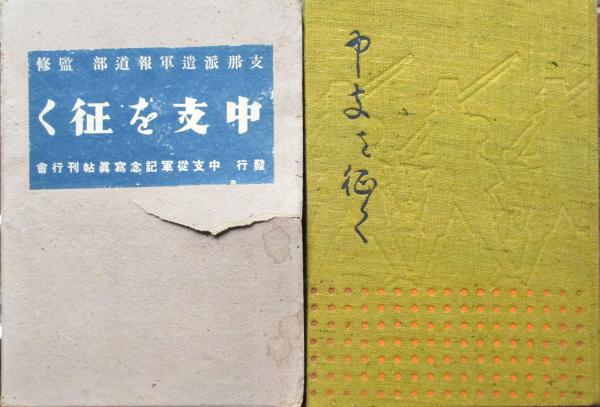 支那派遣軍報道部 監修
中支を征く
發行 中支從軍記念寫眞帖刊行會
中支を征く